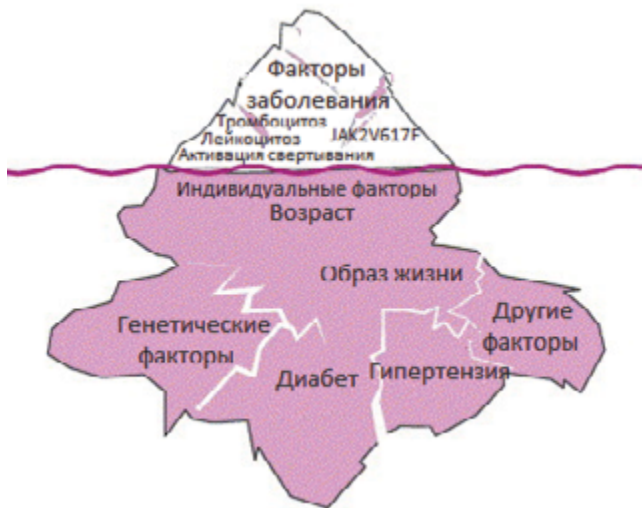 Факторы
заболевания
Тромбоцитоз
Лейкоцитоз JAK2V617F
Активация свертывания
Индивидуальные факторы
Возраст
Образ жизни
Генетические
факторы
Другие
факторы
Диабет
Гипертензия